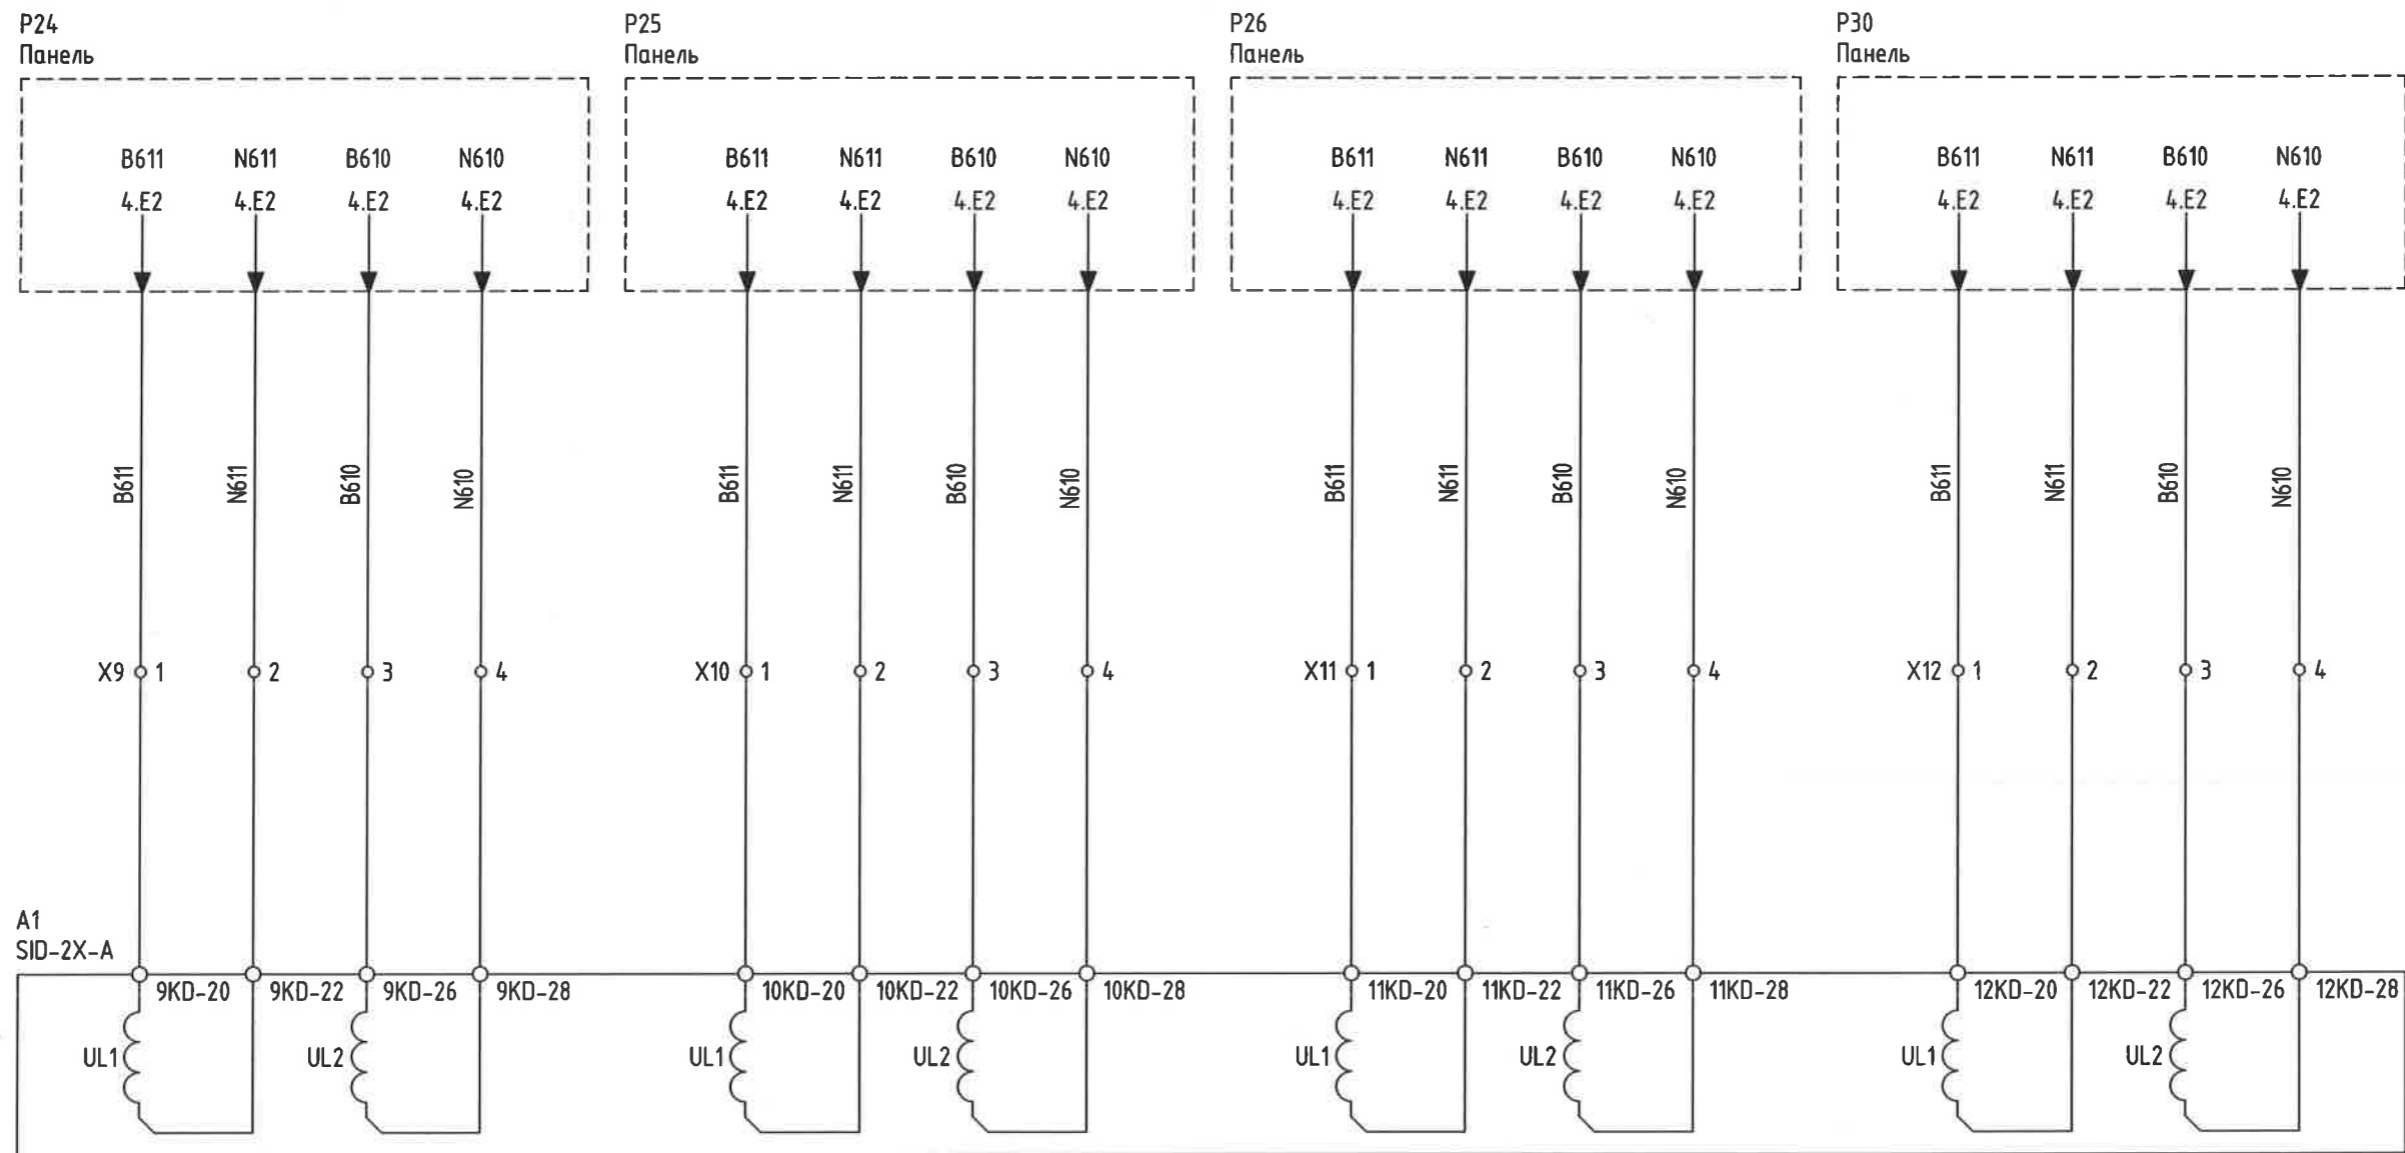 P24 P25 P26 P30
Панель Панель Панель Панель
B611 N611 B610 N610 B611 N611 B610 N610 B611 N611 B610 N610 B611 N611 B610 N610
4.E2 4.E2 4.E2 4.E2 4.E2 4.E2 4.E2 4.E2 4.E2 4.E2 4.E2 4.E2 4.E2 4.E2 4.E2 4.E2
B611 N611 B610 N610 B611 N611 B610 N610 B611 N611 B610 N610 B611 N611 B610 N610
X9 1 2 3 4 X10 1 2 3 4 X11 1 2 3 4 X12 1 2 3 4
A1
SID-2X-A
9KD-20 9KD-22 9KD-26 9KD-28 10KD-20 10KD-22 10KD-26 10KD-28 11KD-20 11KD-22 11KD-26 11KD-28 12KD-20 12KD-22 12KD-26 12KD-28
UL1 UL2 UL1 UL2 UL1 UL2 UL1 UL2